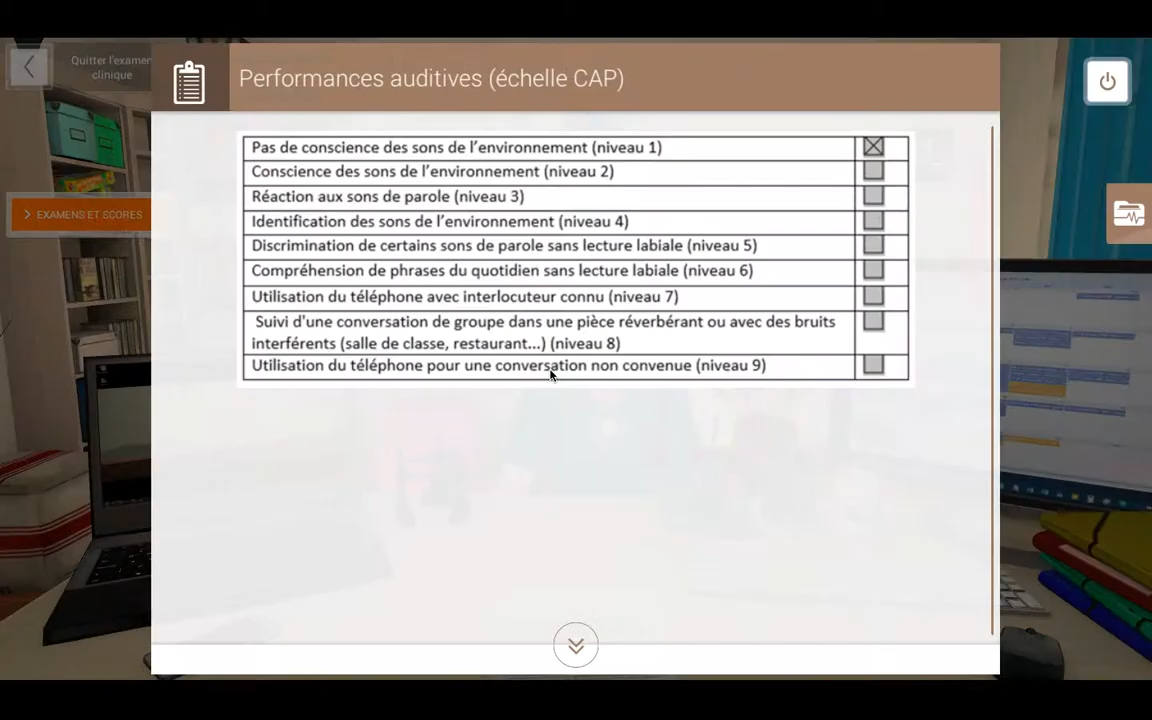 Quitter l'examen
clinique
Performances auditives (échelle CAP)
EXAMENS ET SCORES
Pas de conscience des sons de l'environnement (niveau 1)
Conscience des sons de l'environnement (niveau 2)
Réaction aux sons de parole (niveau 3)
Identification des sons de l'environnement (niveau 4)
Discrimination de certains sons de parole sans lecture labiale (niveau 5)
Compréhension de phrases du quotidien sans lecture labiale (niveau 6)
Utilisation du téléphone avec interlocuteur connu (niveau 7)
Suivi d'une conversation de groupe dans une pièce réverbérant ou avec des bruits
interférents (salle de classe, restaurant...) (niveau 8)
Utilisation du téléphone pour une conversation non convenue (niveau 9)